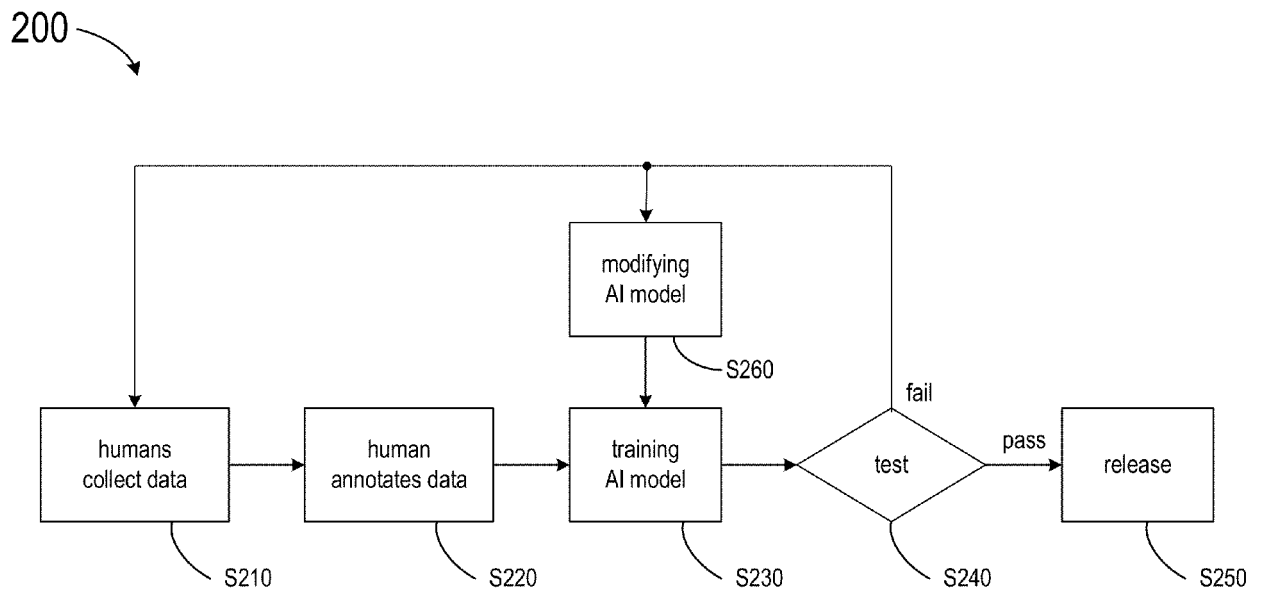 200
modifying
AI model
S260
fail
humans
collect data
human
annotates data
training
AI model
test
pass
release
S210
S220
S230
S240
S250